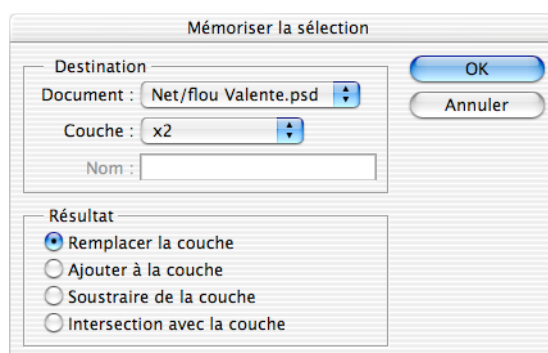 Mémoriser la sélection
Destination
Document : Net/flou Valente.psd
Couche : x2
Nom :
OK
Annuler
Résultat
Remplacer la couche
Ajouter à la couche
Soustraire de la couche
Intersection avec la couche